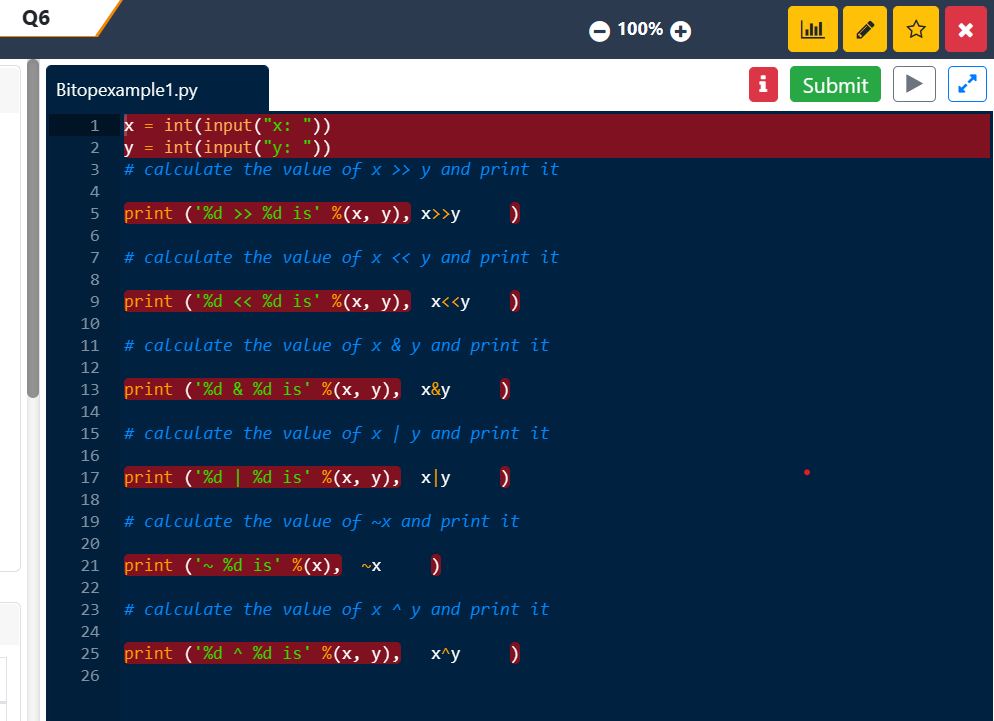 Q6
100%
Bitopexample1.py
Submit
1 x = int(input("x: "))
2 y = int(input("y: "))
3 # calculate the value of x >> y and print it
4
5 print ('%d >> %d is' %(x, y), x>>y     )
6
7 # calculate the value of x << y and print it
8
9 print ('%d << %d is' %(x, y),  x<<y    )
10
11 # calculate the value of x & y and print it
12
13 print ('%d & %d is' %(x, y),  x&y     )
14
15 # calculate the value of x | y and print it
16
17 print ('%d | %d is' %(x, y),  x|y     )
18
19 # calculate the value of ~x and print it
20
21 print ('~ %d is' %(x),  ~x     )
22
23 # calculate the value of x ^ y and print it
24
25 print ('%d ^ %d is' %(x, y),   x^y     )
26